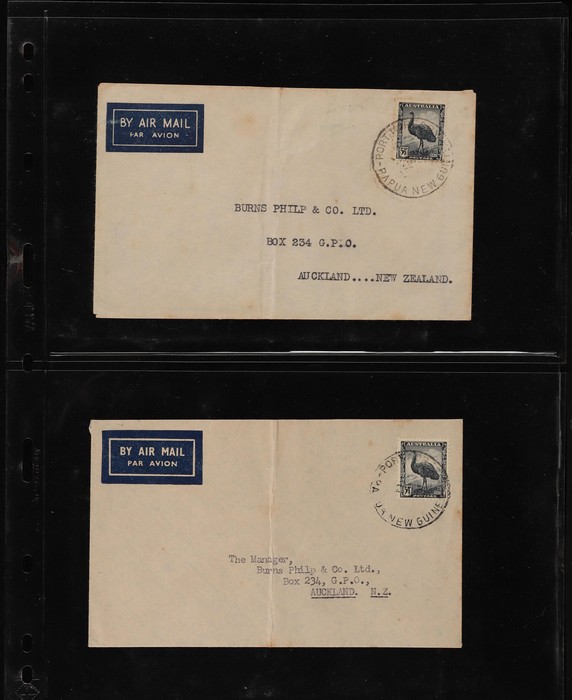 BY AIR MAIL
PAR AVION
AUSTRALIA
PAPUA NEW
BURNS PHILP & CO. LTD.
BOX 234 G.P.O.
AUCKLAND....NEW ZEALAND.
BY AIR MAIL
PAR AVION
AUSTRALIA
NEW GUINE
The Manager,
Burns Philp & Co. Ltd.,
Box 234, G.P.O.,
AUCKLAND. N.Z.